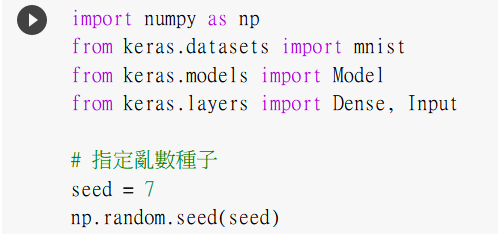 import numpy as np
from keras.datasets import mnist
from keras.models import Model
from keras.layers import Dense, Input
# 指定亂數種子
seed = 7
np.random.seed(seed)